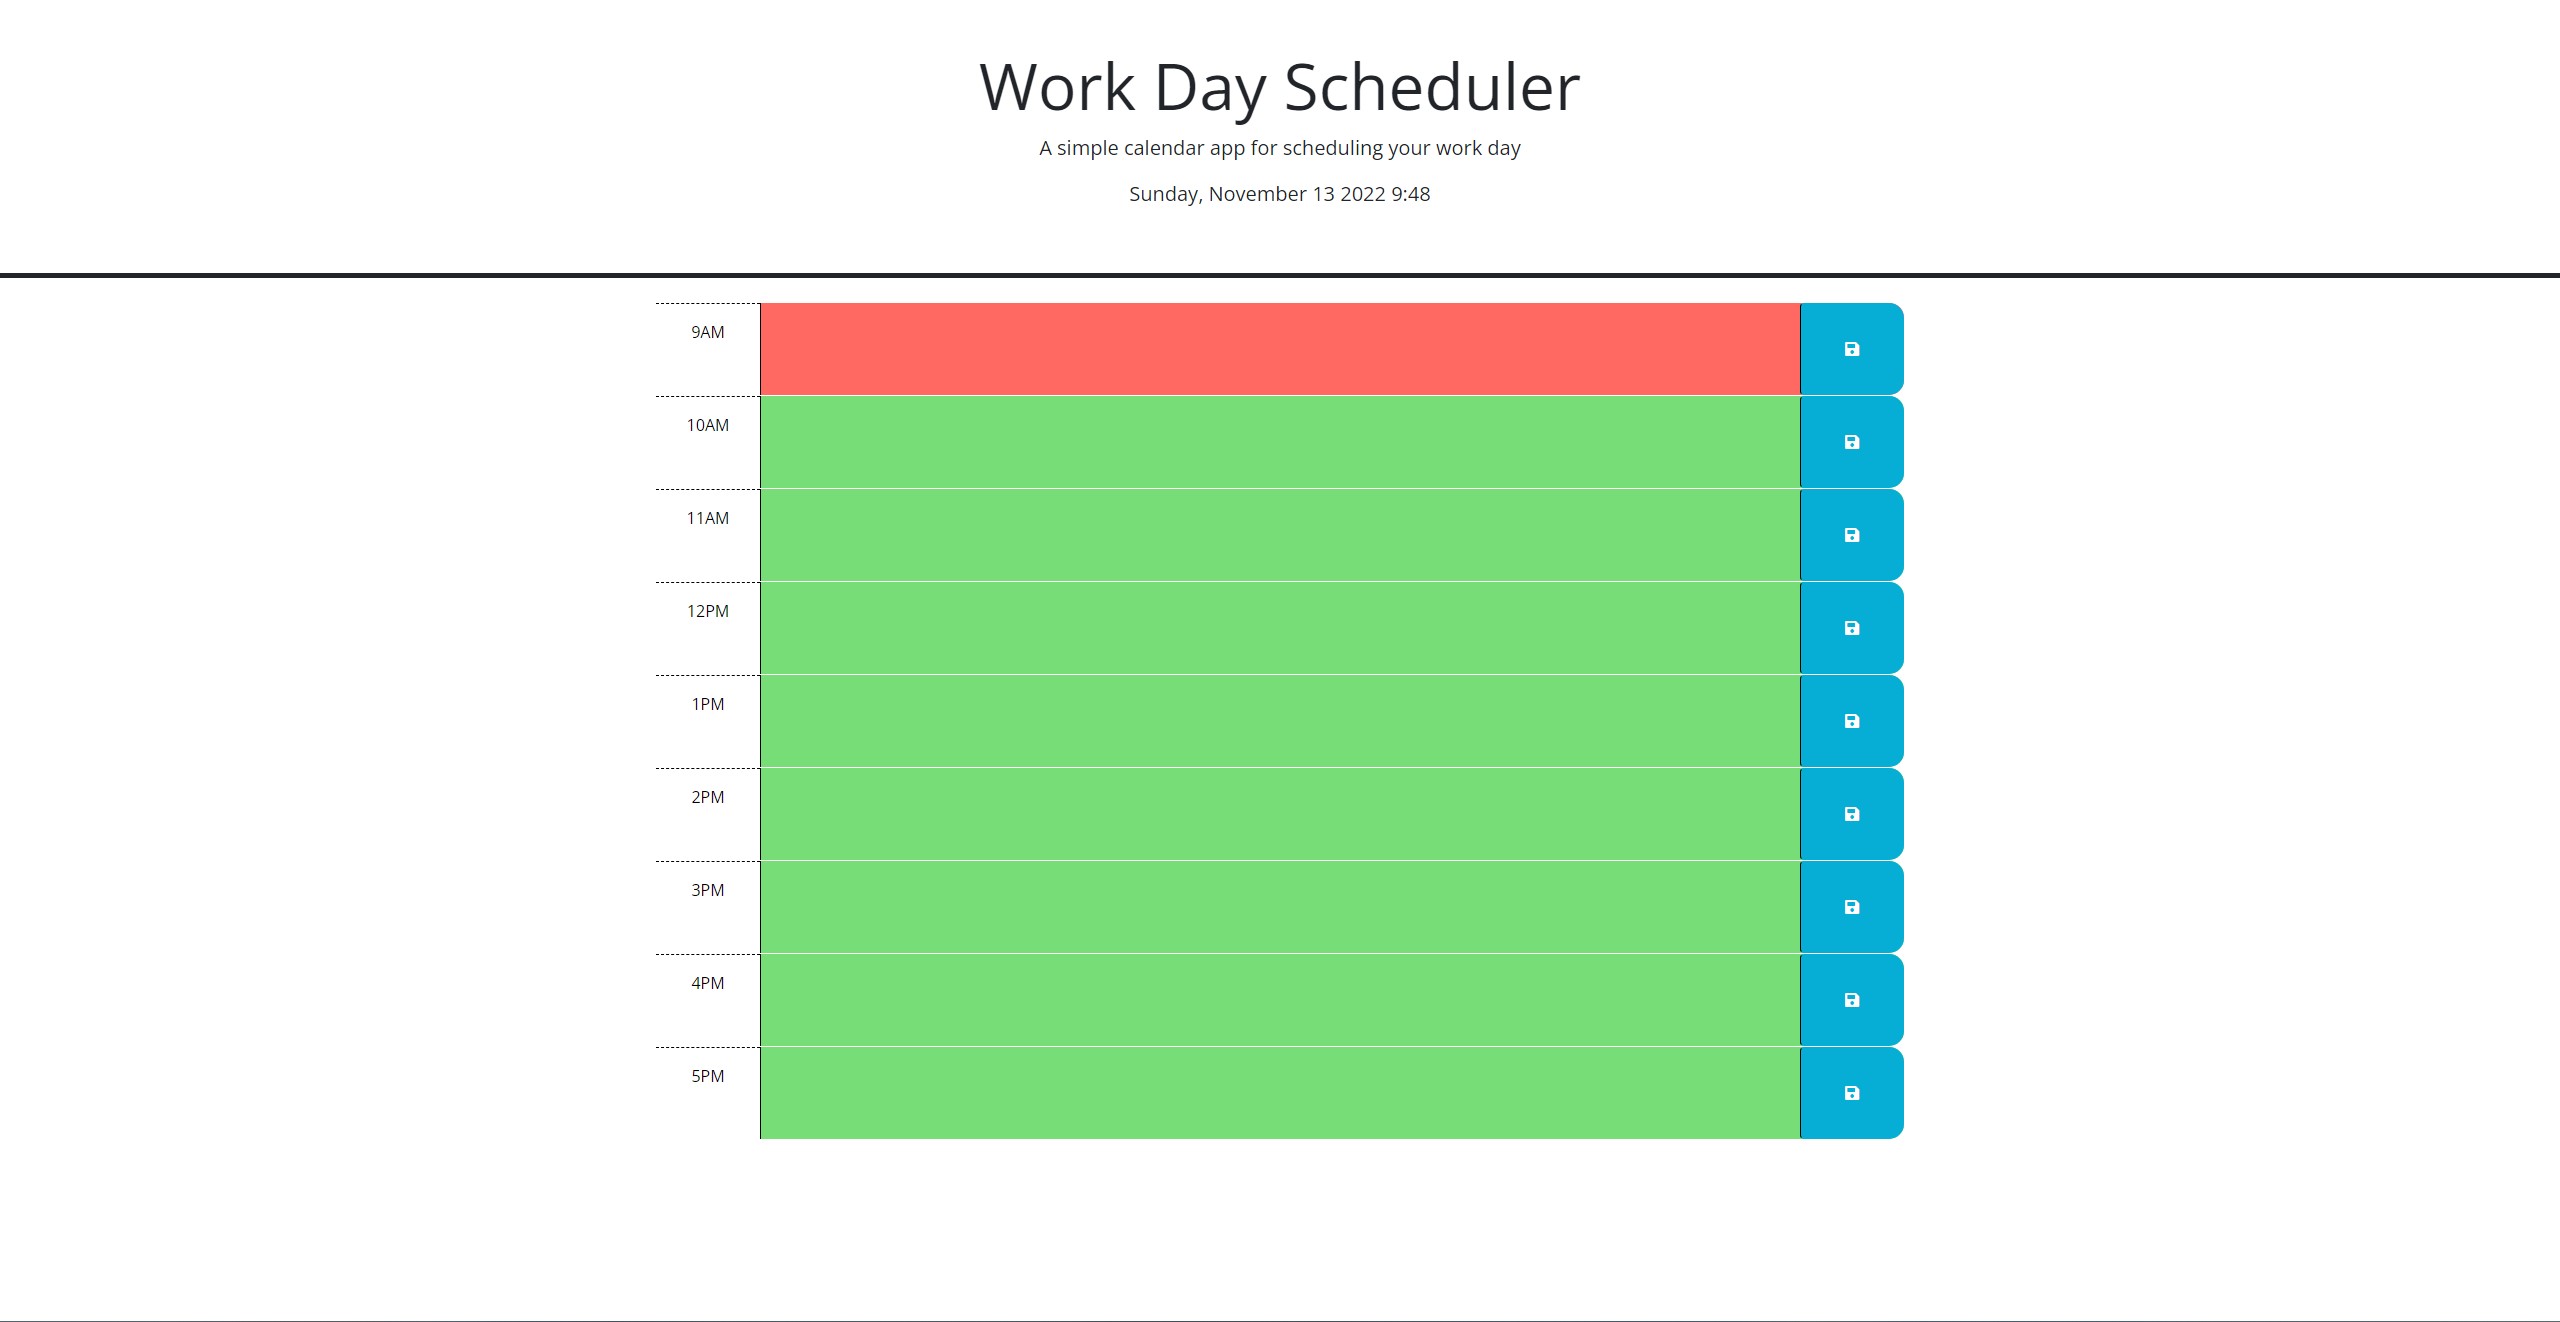 Work Day Scheduler
A simple calendar app for scheduling your work day
Sunday, November 13 2022 9:48
9AM
10AM
11AM
12PM
1PM
2PM
3PM
4PM
5PM